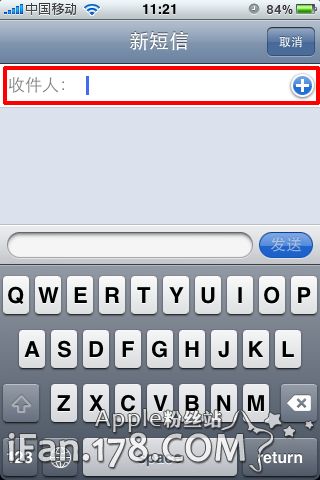 中国移动 11:21 84%
新短信 取消
收件人：
发送
Q W E R T Y U I O P
A S D F G H J K L
Z X C V B N M
Apple粉丝站
iFan.178.COM
123 space return